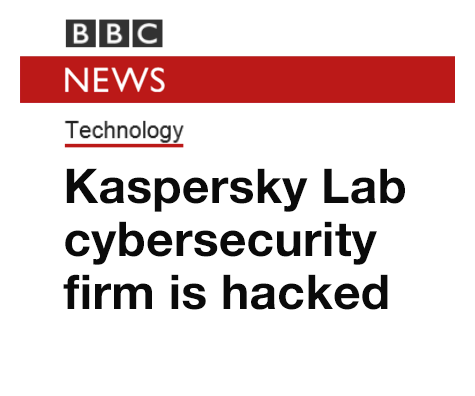 BBC
NEWS
Technology
Kaspersky Lab
cybersecurity
firm is hacked